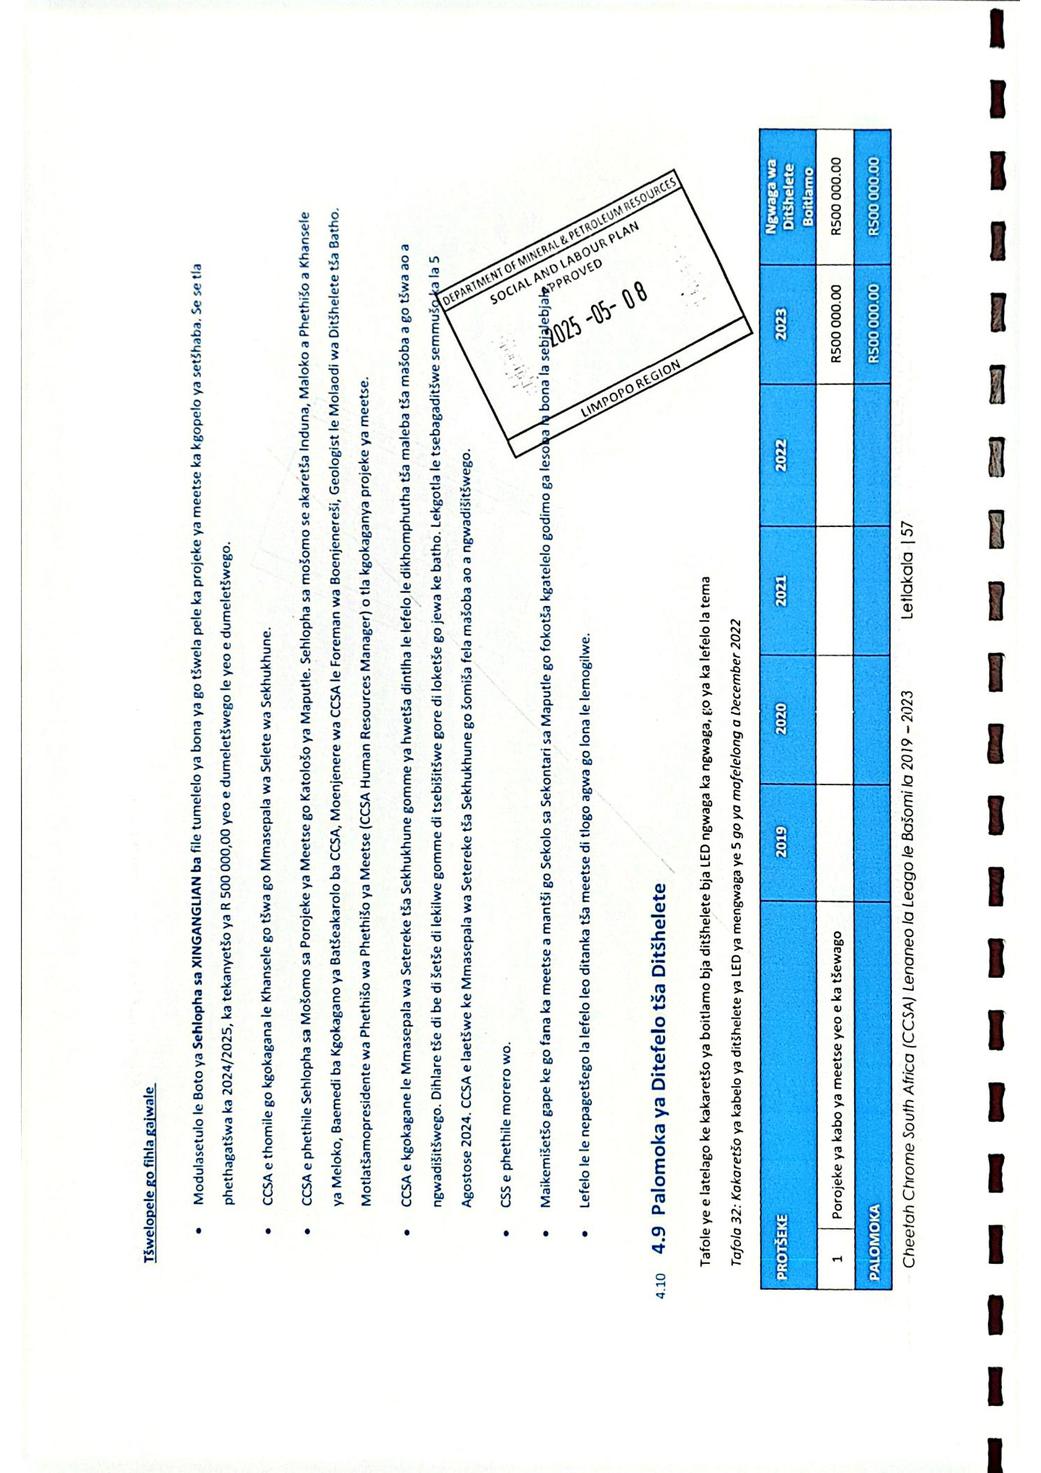 Tšwelopele go fihla gajwale
• Modulasetulo le Boto ya Sehlopha sa XINGANGLIAN ba file tumelelo ya bona ya go tšwela pele ka projeke ya meetse ka kgopelo ya setšhaba. Se se tla
phethagatšwa ka 2024/2025, ka tekanyetšo ya R 500 000,00 yeo e dumeletšwego le yeo e dumeletšwego.
• CCSA e thomile go kgokagana le Khansele go tšwa go Mmasepala wa Selete wa Sekhukhune.
• CCSA e phethile Sehlopha sa Mošomo sa Porojeke ya Meetse go Katološo ya Maputle. Sehlopha sa mošomo se akaretša Induna, Maloko a Phethišo a Khansele
ya Meloko, Baemedi ba Kgokagano ya Batšeakarolo ba CCSA, Moenjenere wa CCSA le Foreman wa Boenjenereši, Geologist le Molaodi wa Ditšhelete tša Batho.
Motlatšamopresidente wa Phethišo wa Phethišo ya Meetse (CCSA Human Resources Manager) o tla kgokaganya projeke ya meetse.
• CCSA e kgokagane le Mmasepala wa Setereke tša Sekhukhune gomme ya hwetša dintlha le lefelo le dikhomphutha tša maleba tša mašoba a go tšwa ao a
ngwadišitšwego. Dihlare tše di be di šetše di lekilwe gomme di tsebišitšwe gore di loketše go jewa ke batho. Lekgotla le tsebagaditšwe semmušo ka la 5
Agostose 2024. CCSA e laetšwe ke Mmasepala wa Setereke tša Sekhukhune go šomiša fela mašoba ao a ngwadišitšwego.
• CSS e phethile morero wo.
• Maikemišetšo gape ke go fana ka meetse a mantši go Sekolo sa Sekontari sa Maputle go fokotša kgatelelo godimo ga lesoba la bona la sebjalebjale
• Lefelo le le nepagetšego la lefelo leo ditanka tša meetse di tlogo agwa go lona le lemogilwe.
DEPARTMENT OF MINERAL & PETROLEUM RESOURCES
SOCIAL AND LABOUR PLAN
APPROVED
2025 -05- 08
LIMPOPO REGION
4.10 4.9 Palomoka ya Ditefelo tša Ditšhelete
Tafole ye e latelago ke kakaretšo ya boitlamo bja ditšhelete bja LED ngwaga ka ngwaga, go ya ka lefelo la tema
Tafola 32: Kakaretšo ya kabelo ya ditšhelete ya LED ya mengwaga ye 5 go ya mafelelong a December 2022
PROTŠEKE 2019 2020 2021 2022 2023 Ngwaga wa
Ditšhelete
Boitlamo
1 Porojeke ya kabo ya meetse yeo e ka tšewago R500 000.00 R500 000.00
PALOMOKA R500 000.00 R500 000.00
Cheetah Chrome South Africa (CCSA) Lenaneo la Leago le Bašomi la 2019 – 2023 Letlakala | 57